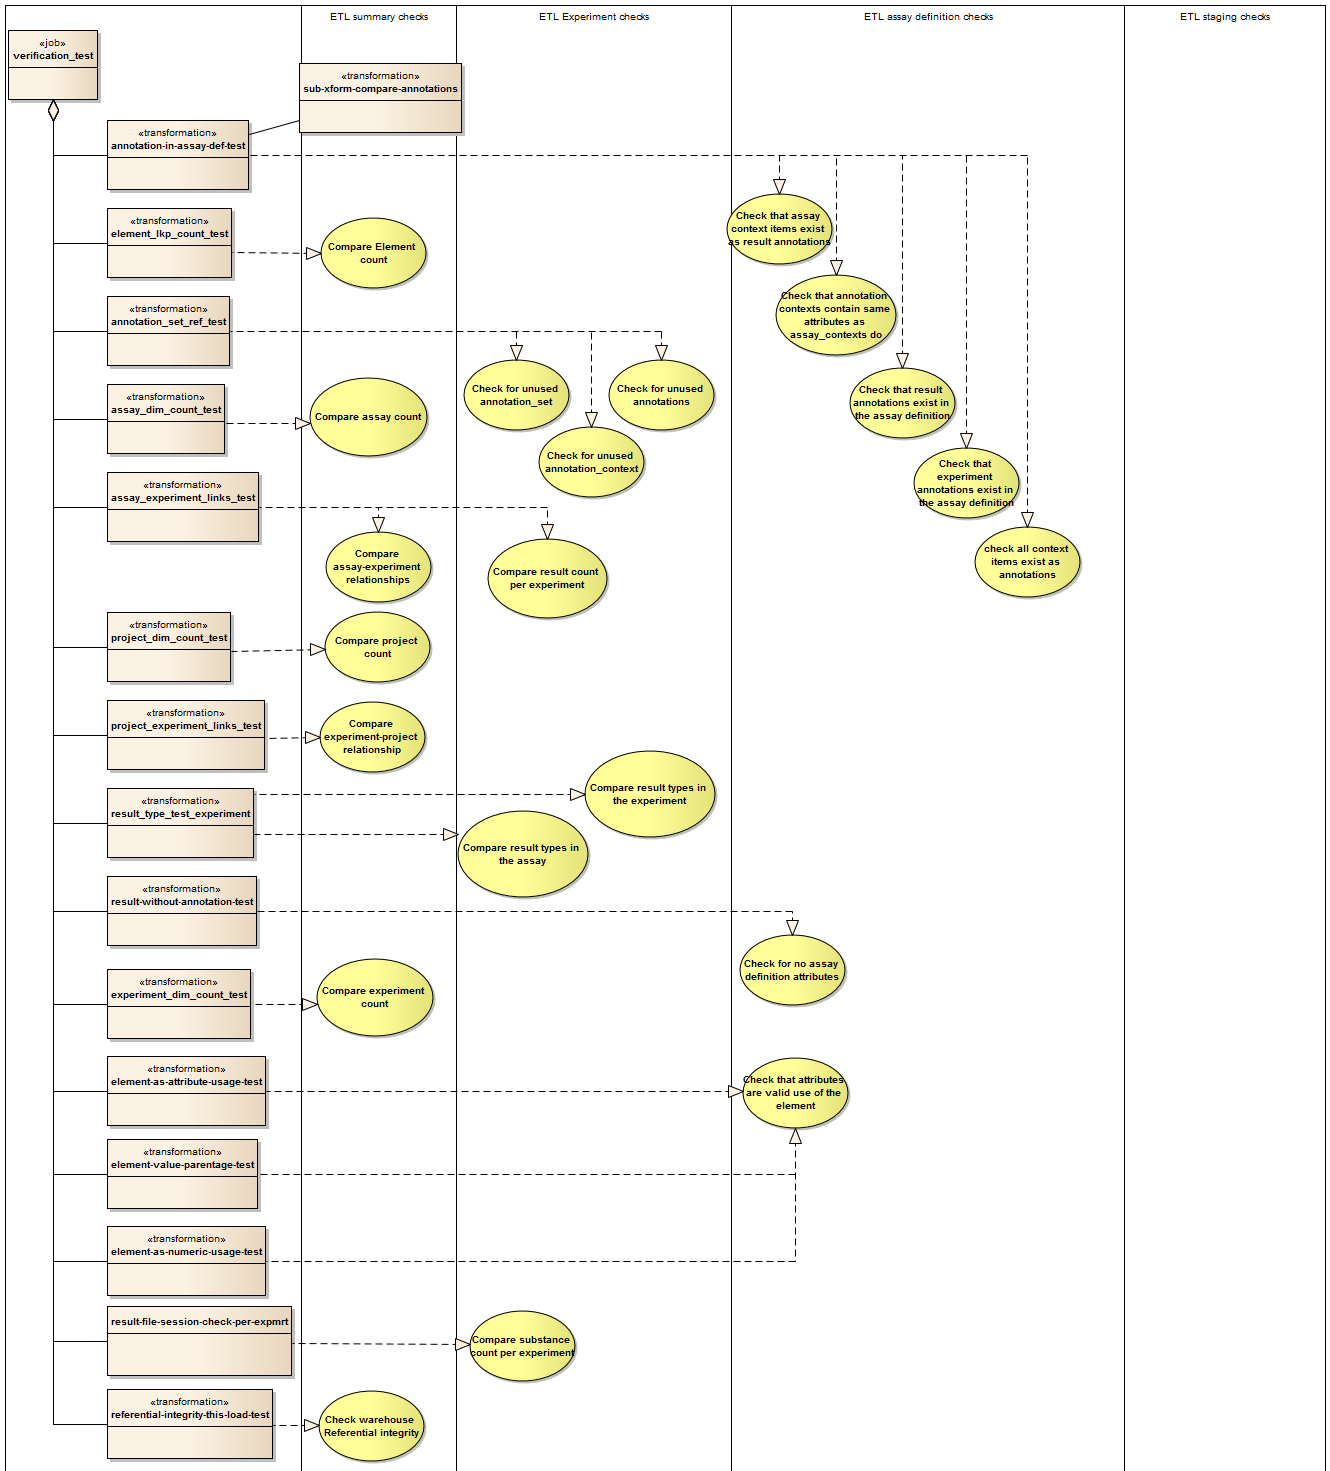 ETL summary checks
ETL Experiment checks
ETL assay definition checks
ETL staging checks
«job»
verification_test
«transformation»
sub-xform-compare-annotations
«transformation»
annotation-in-assay-def-test
Check that assay
context items exist
as result annotations
«transformation»
element_lkp_count_test
Compare Element
count
Check that annotation
contexts contain same
attributes as
assay_contexts do
«transformation»
annotation_set_ref_test
Check for unused
annotation_set
Check for unused
annotations
Check that result
annotations exist in
the assay definition
«transformation»
assay_dim_count_test
Compare assay count
Check for unused
annotation_context
Check that
experiment
annotations exist in
the assay definition
«transformation»
assay_experiment_links_test
Compare
assay-experiment
relationships
Compare result count
per experiment
check all context
items exist as
annotations
«transformation»
project_dim_count_test
Compare project
count
«transformation»
project_experiment_links_test
Compare
experiment-project
relationship
«transformation»
result_type_test_experiment
Compare result types in
the experiment
Compare result types in
the assay
«transformation»
result-without-annotation-test
Check for no assay
definition attributes
«transformation»
experiment_dim_count_test
Compare experiment
count
«transformation»
element-as-attribute-usage-test
Check that attributes
are valid use of the
element
«transformation»
element-value-parentage-test
«transformation»
element-as-numeric-usage-test
result-file-session-check-per-expmrt
Compare substance
count per experiment
«transformation»
referential-integrity-this-load-test
Check warehouse
Referential integrity